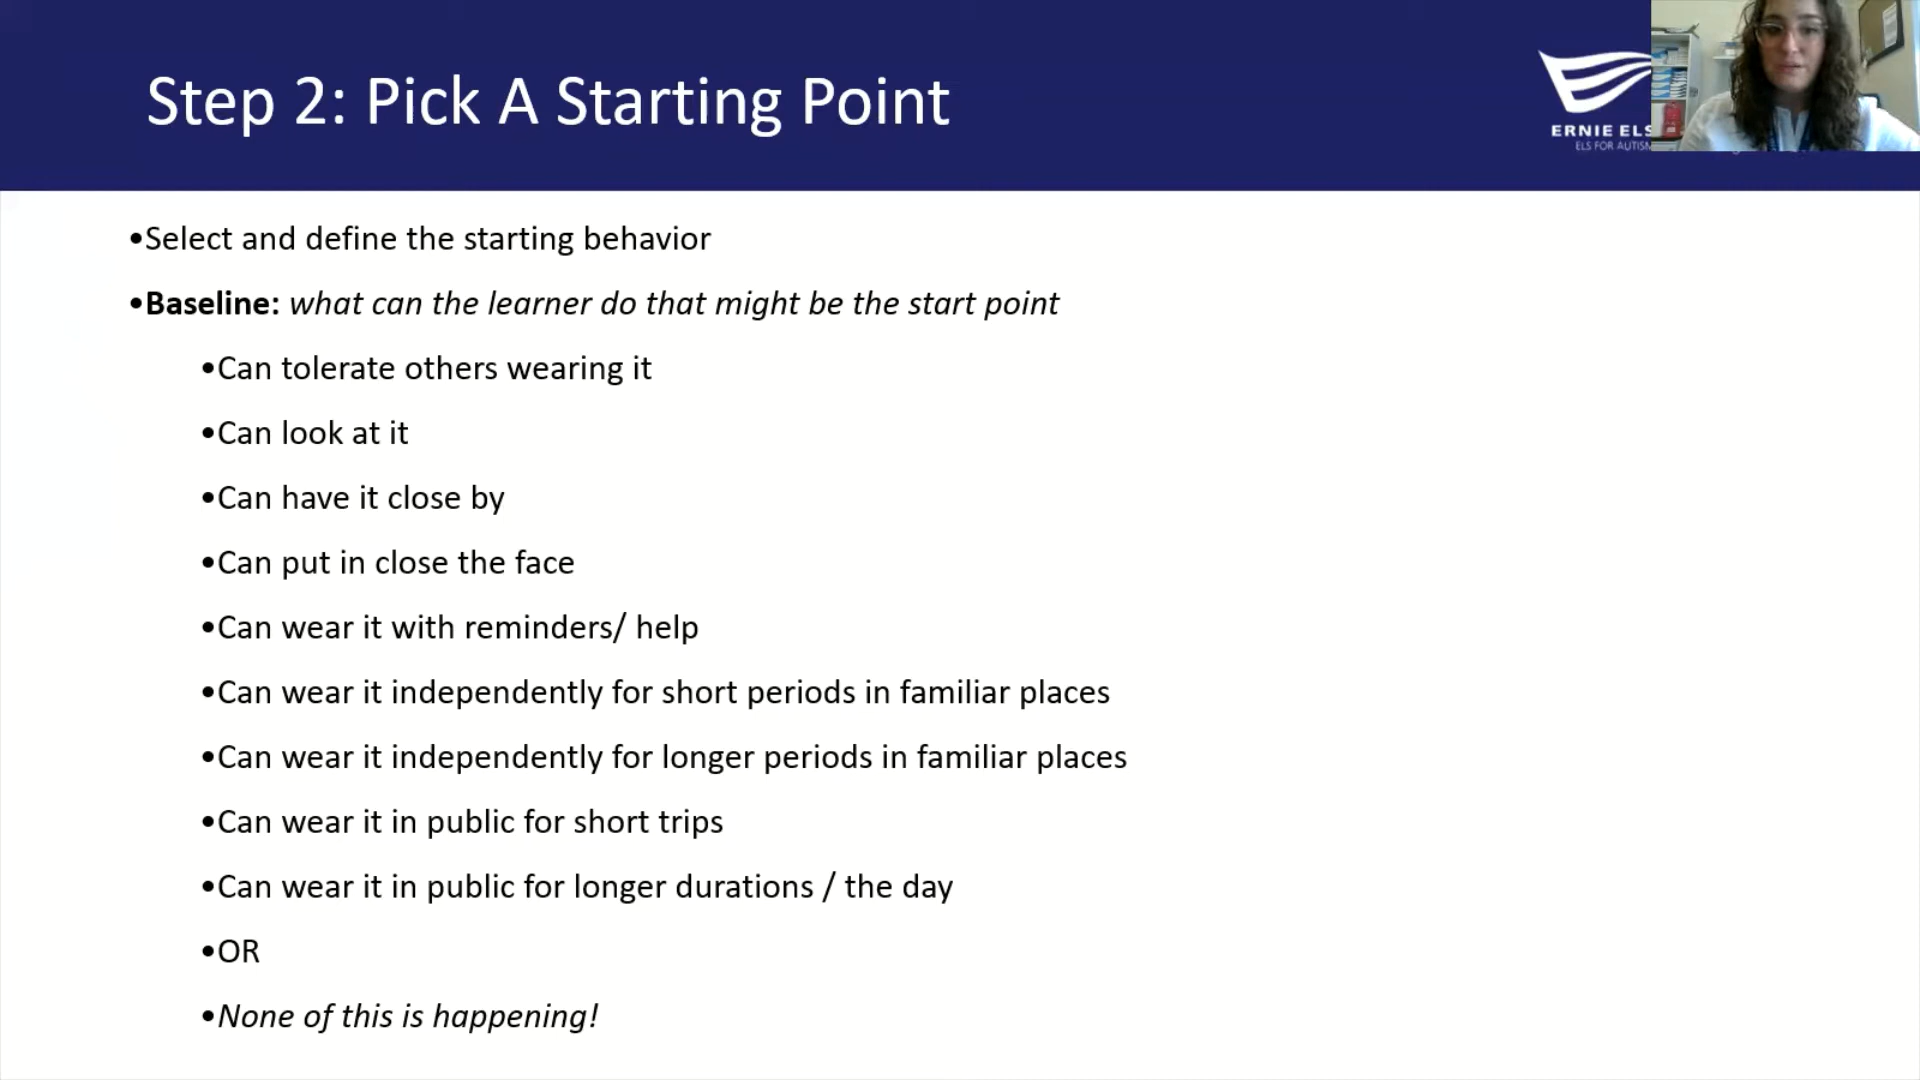 Step 2: Pick A Starting Point
ERNIE ELS
ELS FOR AUTISM
•Select and define the starting behavior
•Baseline: what can the learner do that might be the start point
•Can tolerate others wearing it
•Can look at it
•Can have it close by
•Can put in close the face
•Can wear it with reminders/ help
•Can wear it independently for short periods in familiar places
•Can wear it independently for longer periods in familiar places
•Can wear it in public for short trips
•Can wear it in public for longer durations / the day
•OR
•None of this is happening!